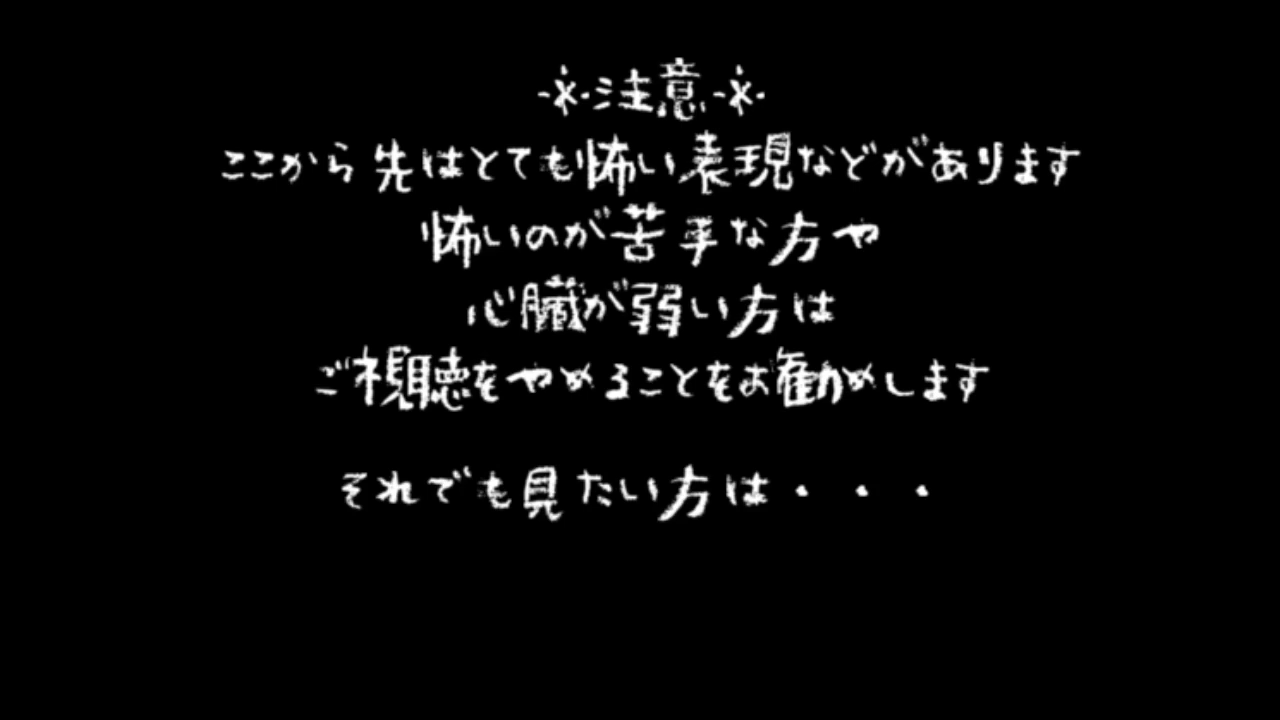 ※注意※
ここから先はとても怖い表現などがあります
怖いのが苦手な方や
心臓が弱い方は
ご視聴をやめることをお勧めします
それでも見たい方は・・・